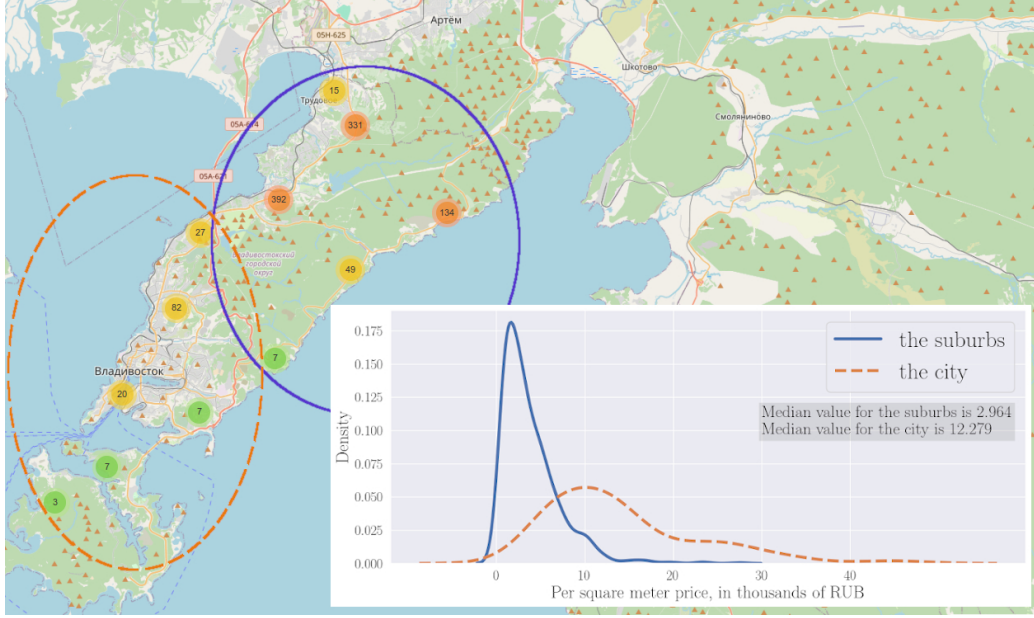 Артём
05Н-625
Шкотово
15
Трудовое
331
05А-674
Смоляниново
05А-621
392
134
27
Владивостокский
городской
округ
49
82
7
Владивосток
20
7
7
3
0.175
0.150
0.125
0.100
0.075
0.050
0.025
0.000
Density
the suburbs
the city
Median value for the suburbs is 2.964
Median value for the city is 12.279
0 10 20 30 40
Per square meter price, in thousands of RUB